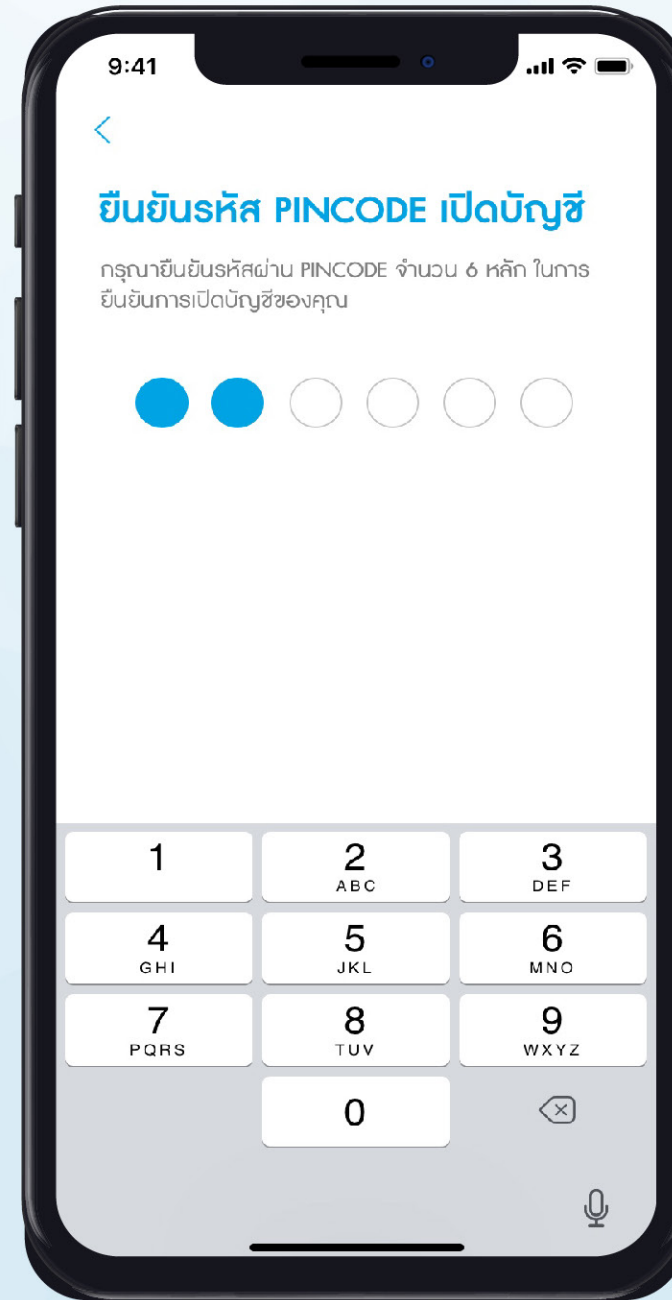 9:41
ยืนยันรหัส PINCODE เปิดบัญชี
กรุณายืนยันรหัสผ่าน PINCODE จำนวน 6 หลัก ในการ
ยืนยันการเปิดบัญชีของคุณ
1 2 3
ABC DEF
4 5 6
GHI JKL MNO
7 8 9
PQRS TUV WXYZ
0